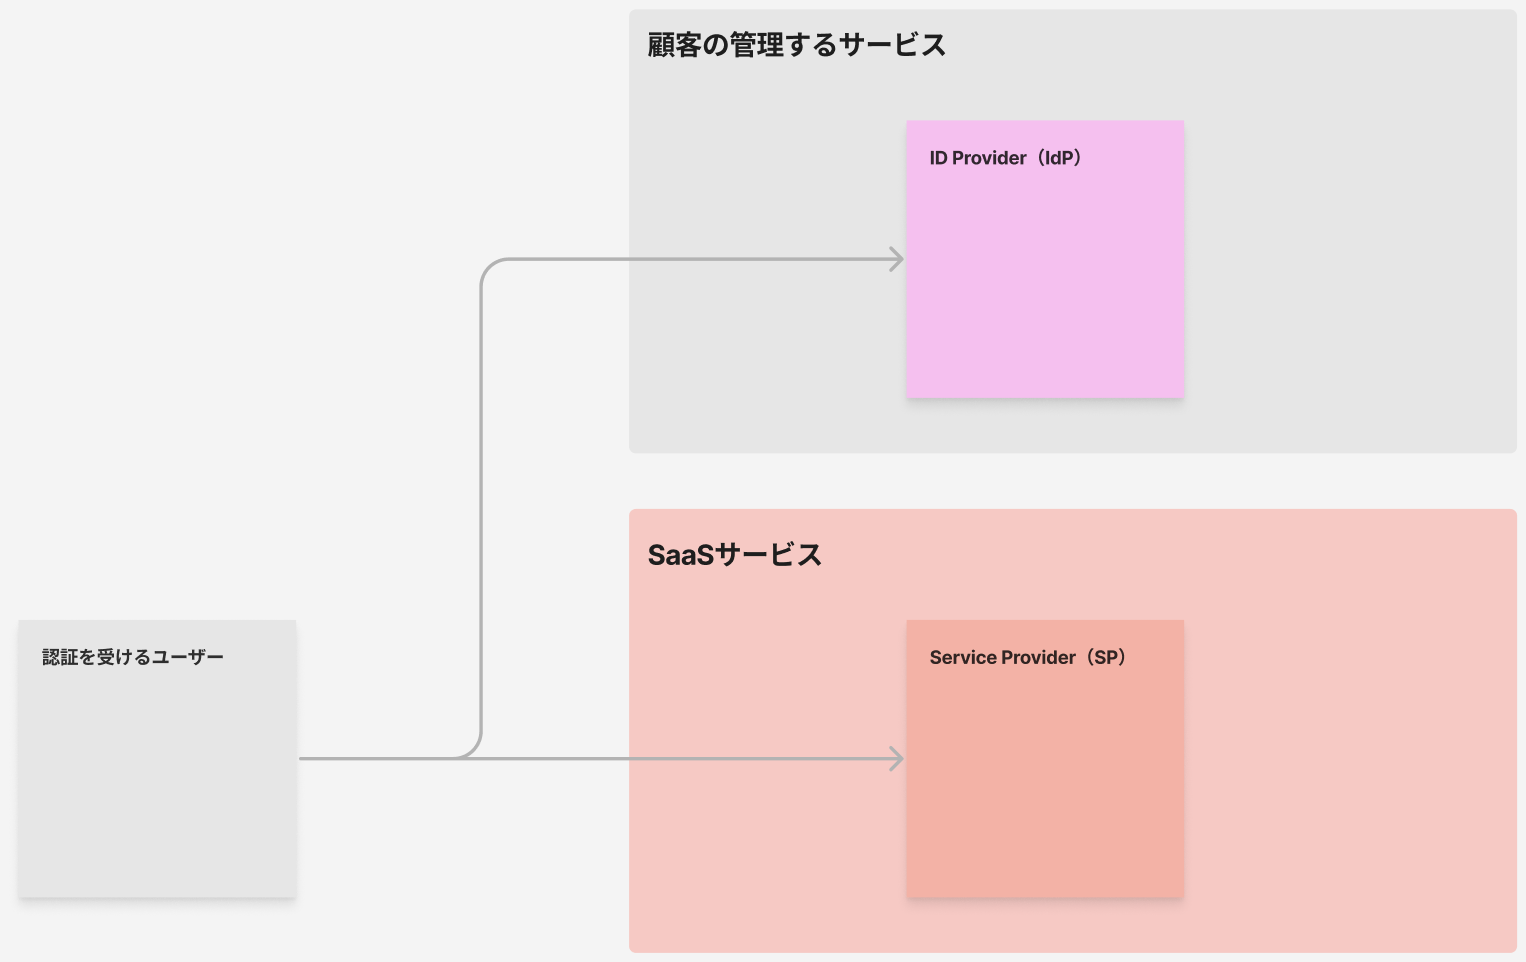 顧客の管理するサービス
ID Provider（IdP）
SaaSサービス
認証を受けるユーザー
Service Provider（SP）